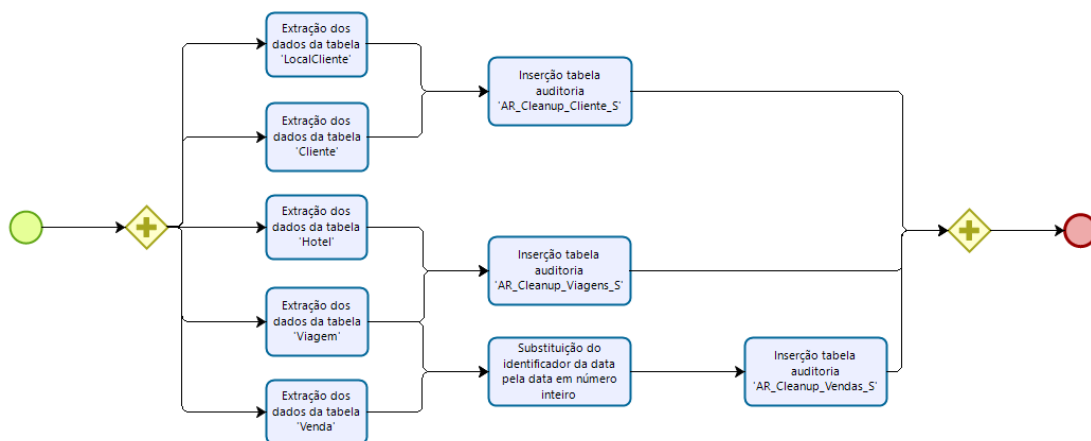 Extração dos
dados da tabela
'LocalCliente'
Extração dos
dados da tabela
'Cliente'
Inserção tabela
auditoria
'AR_Cleanup_Cliente_S'
Extração dos
dados da tabela
'Hotel'
Extração dos
dados da tabela
'Viagem'
Inserção tabela
auditoria
'AR_Cleanup_Viagens_S'
Extração dos
dados da tabela
'Venda'
Substituição do
identificador da data
pela data em número
inteiro
Inserção tabela
auditoria
'AR_Cleanup_Vendas_S'